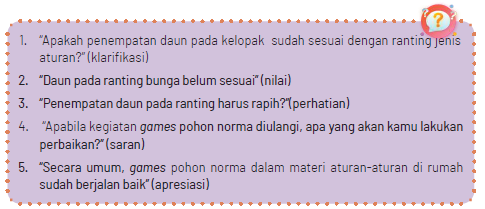 ?
1. "Apakah penempatan daun pada kelopak sudah sesuai dengan ranting jenis
aturan?" (klarifikasi)
2. "Daun pada ranting bunga belum sesuai" (nilai)
3. "Penempatan daun pada ranting harus rapih?"(perhatian)
4. "Apabila kegiatan games pohon norma diulangi, apa yang akan kamu lakukan
perbaikan?" (saran)
5. "Secara umum, games pohon norma dalam materi aturan-aturan di rumah
sudah berjalan baik" (apresiasi)